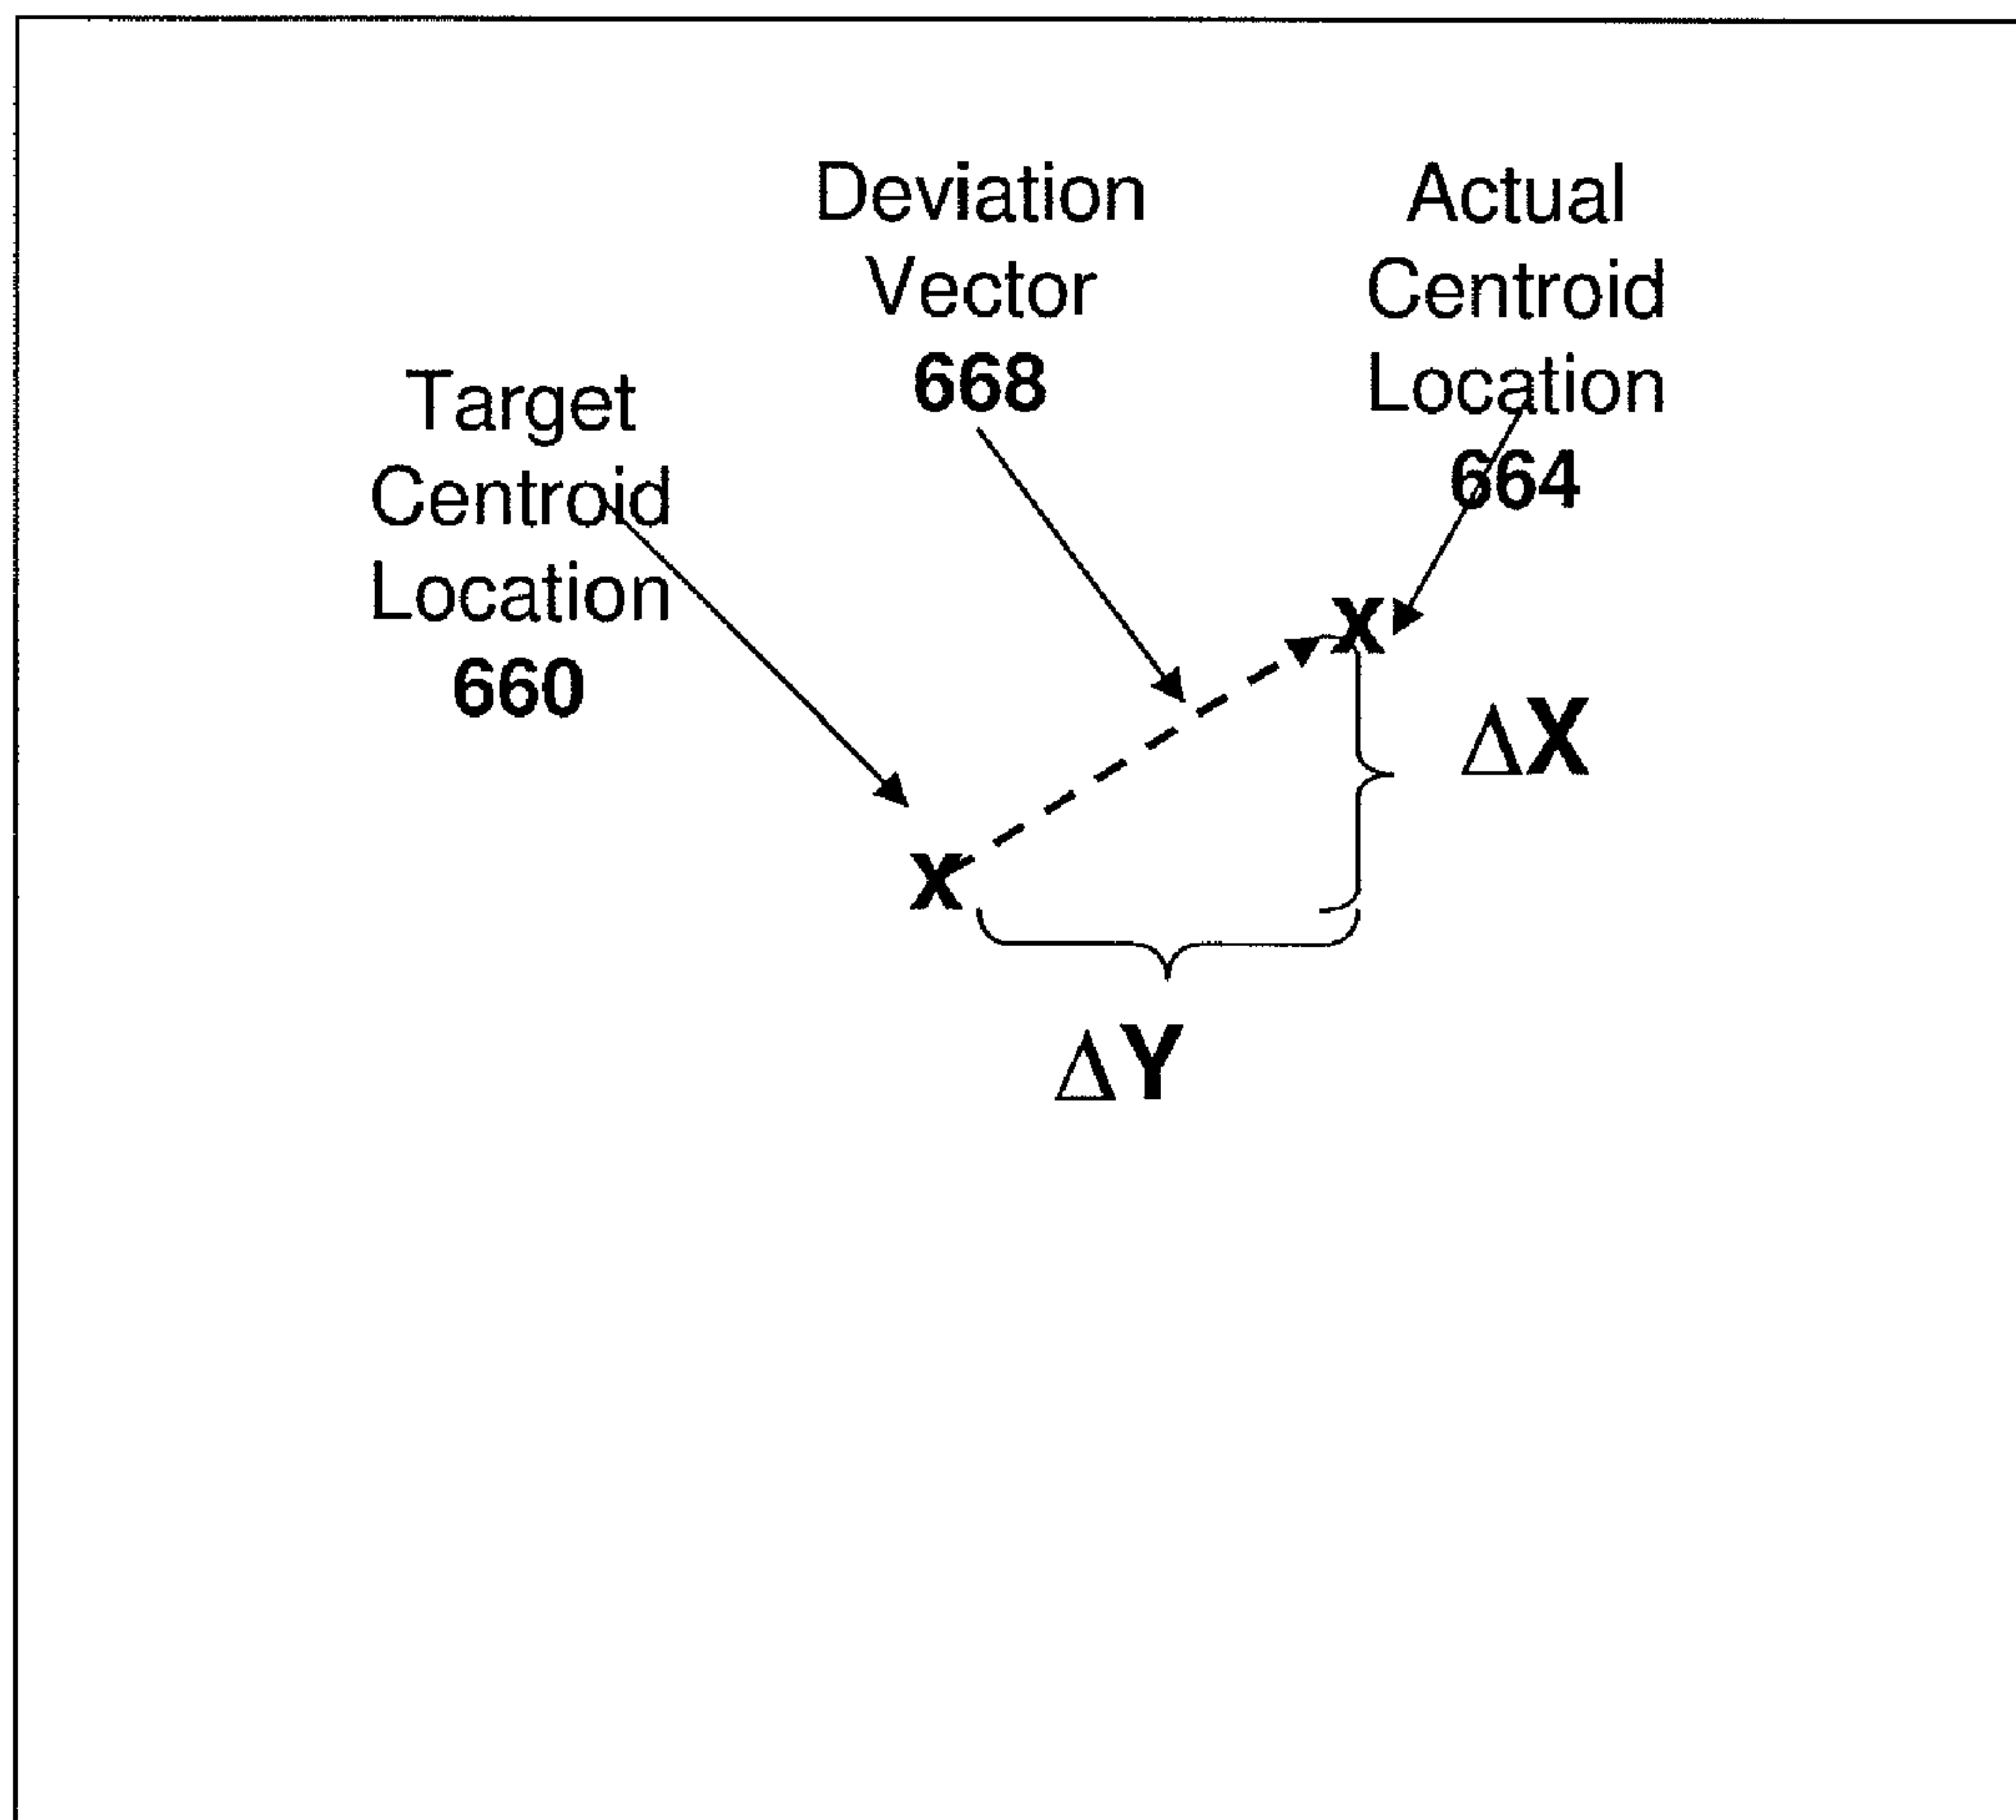 Target
Centroid
Location
660
Deviation
Vector
668
Actual
Centroid
Location
664
X
X
ΔX
ΔY